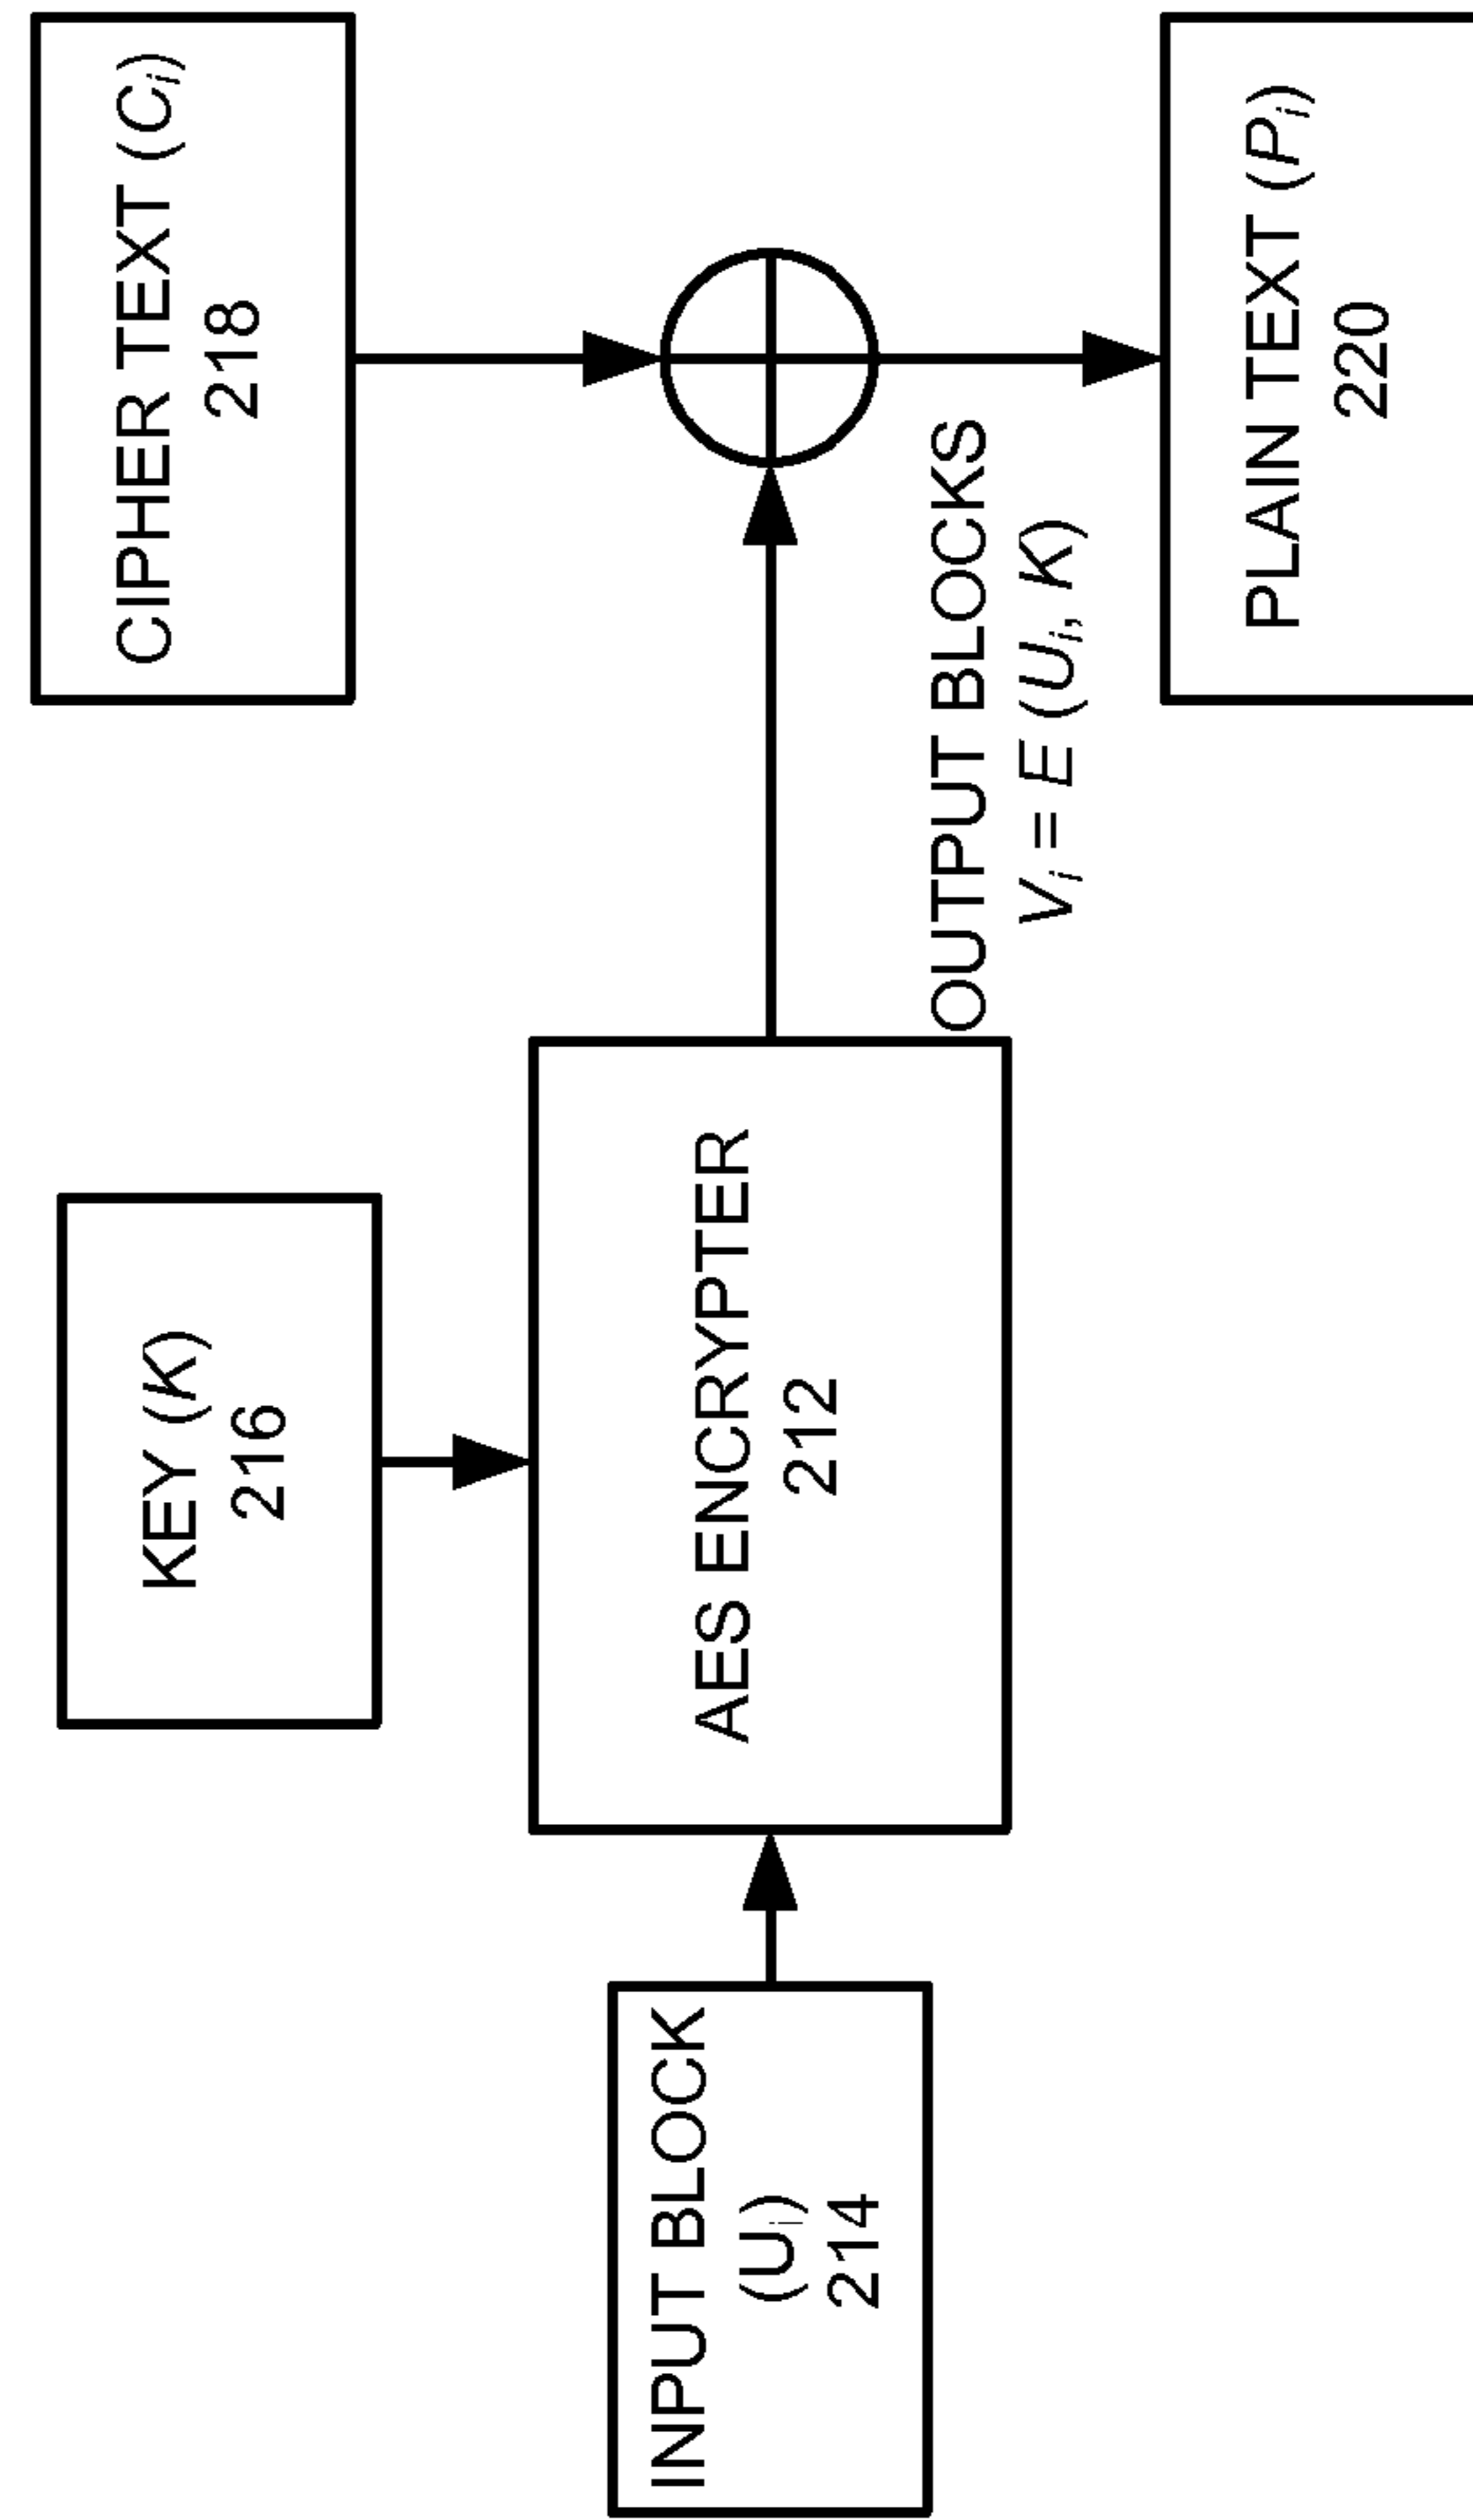 CIPHER TEXT (Ci)
218
KEY (K)
216
INPUT BLOCK
(Ui)
214
AES ENCRYPTER
212
OUTPUT BLOCKS
Vi = E (Ui, K)
PLAIN TEXT (Pi)
220